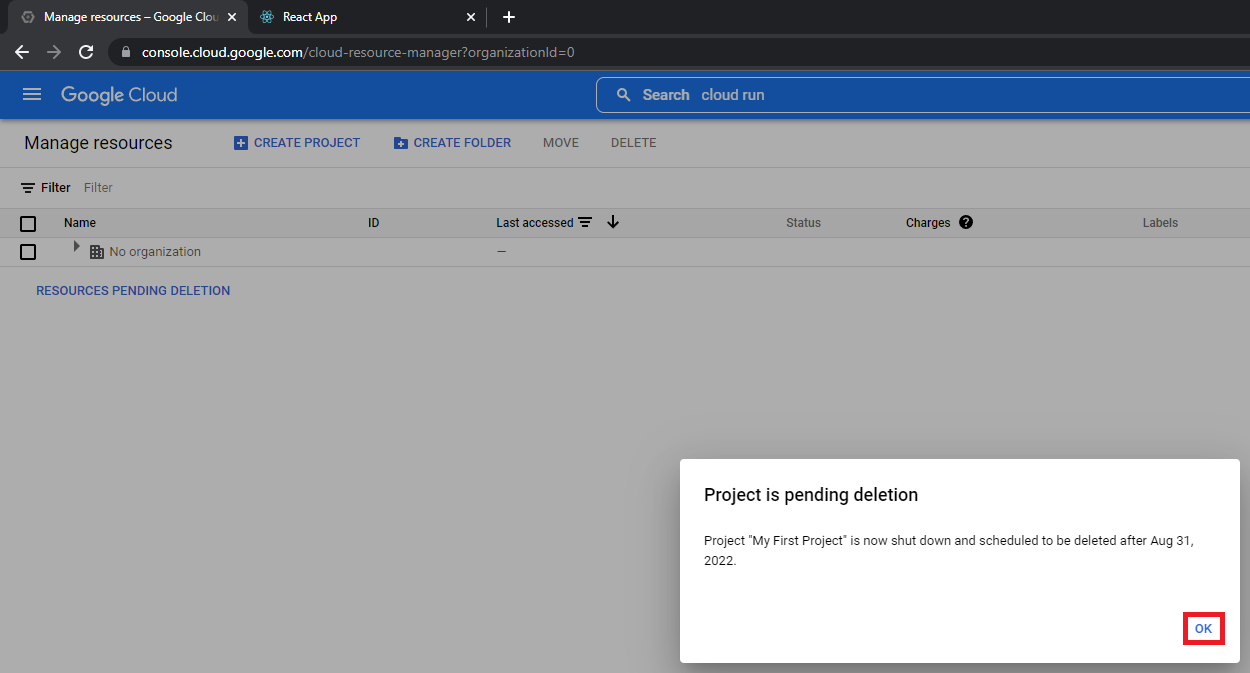 Manage resources – Google Clou
React App
console.cloud.google.com/cloud-resource-manager?organizationId=0
Google Cloud
Search cloud run
Manage resources CREATE PROJECT CREATE FOLDER MOVE DELETE
Filter Filter
Name ID Last accessed Status Charges Labels
No organization —
RESOURCES PENDING DELETION
Project is pending deletion
Project "My First Project" is now shut down and scheduled to be deleted after Aug 31,
2022.
OK